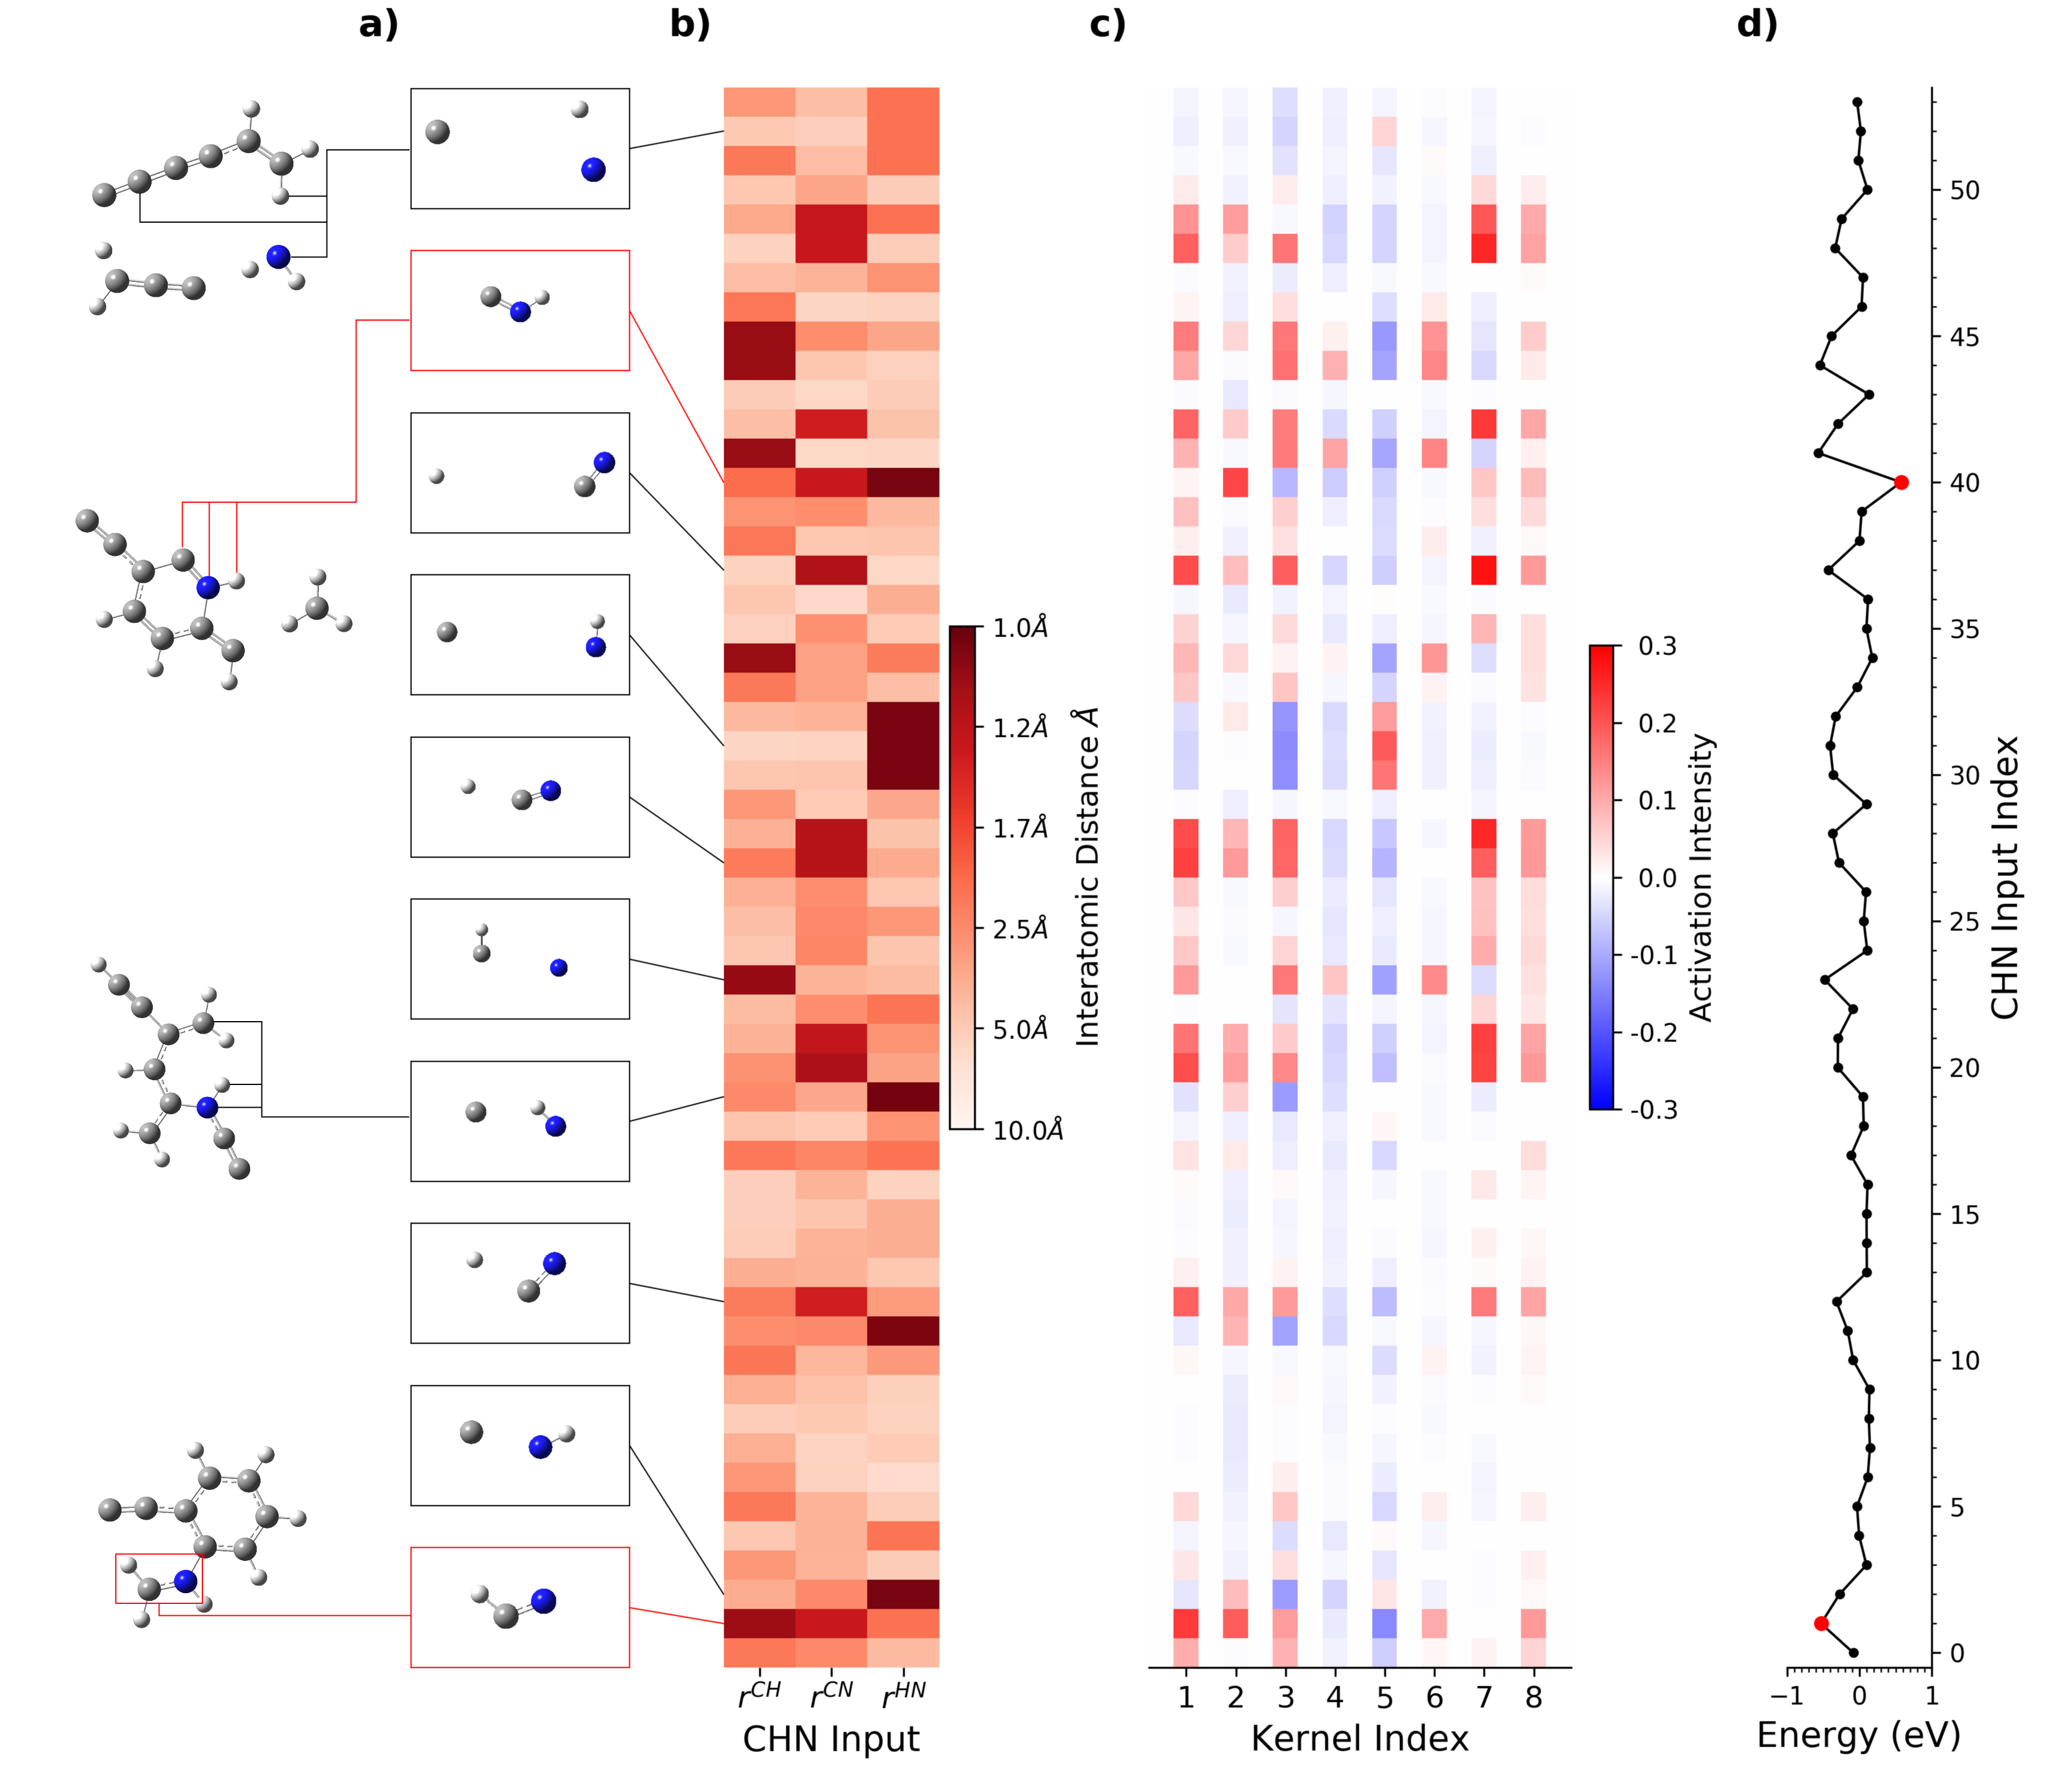 a)
b)
c)
d)
1.0Å
1.2Å
1.7Å
2.5Å
5.0Å
10.0Å
Interatomic Distance Å
r^CH
r^CN
r^HN
CHN Input
0.3
0.2
0.1
0.0
-0.1
-0.2
-0.3
Activation Intensity
1 2 3 4 5 6 7 8
Kernel Index
50
45
40
35
30
25
20
15
10
5
0
CHN Input Index
−1 0 1
Energy (eV)